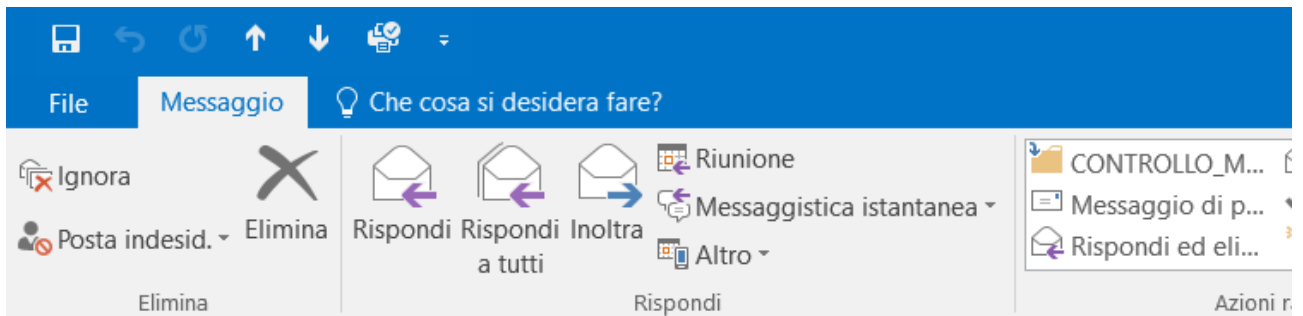 File Messaggio Che cosa si desidera fare?
Ignora
Posta indesid.
Elimina
Elimina
Rispondi
Rispondi
a tutti
Inoltra
Riunione
Messaggistica istantanea
Altro
Rispondi
CONTROLLO_M...
Messaggio di p...
Rispondi ed eli...
Azioni r